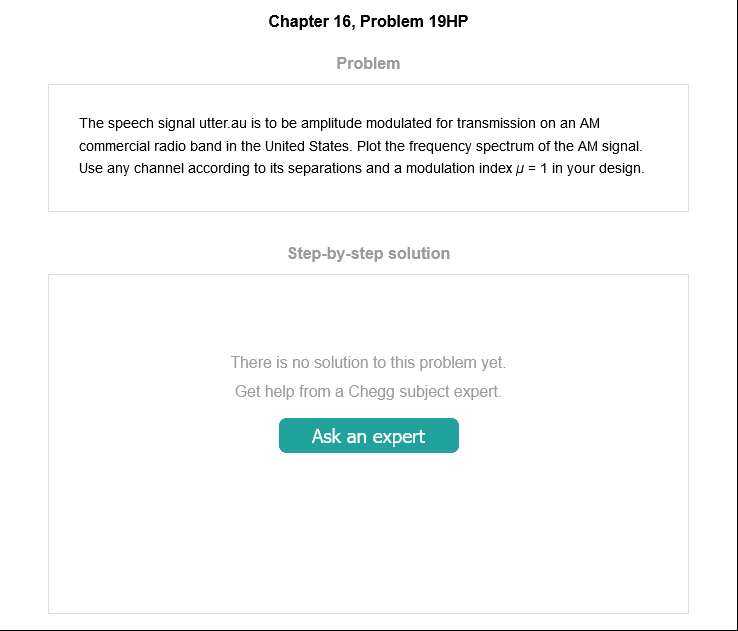 Chapter 16, Problem 19HP
Problem
The speech signal utter.au is to be amplitude modulated for transmission on an AM
commercial radio band in the United States. Plot the frequency spectrum of the AM signal.
Use any channel according to its separations and a modulation index μ = 1 in your design.
Step-by-step solution
There is no solution to this problem yet.
Get help from a Chegg subject expert.
Ask an expert